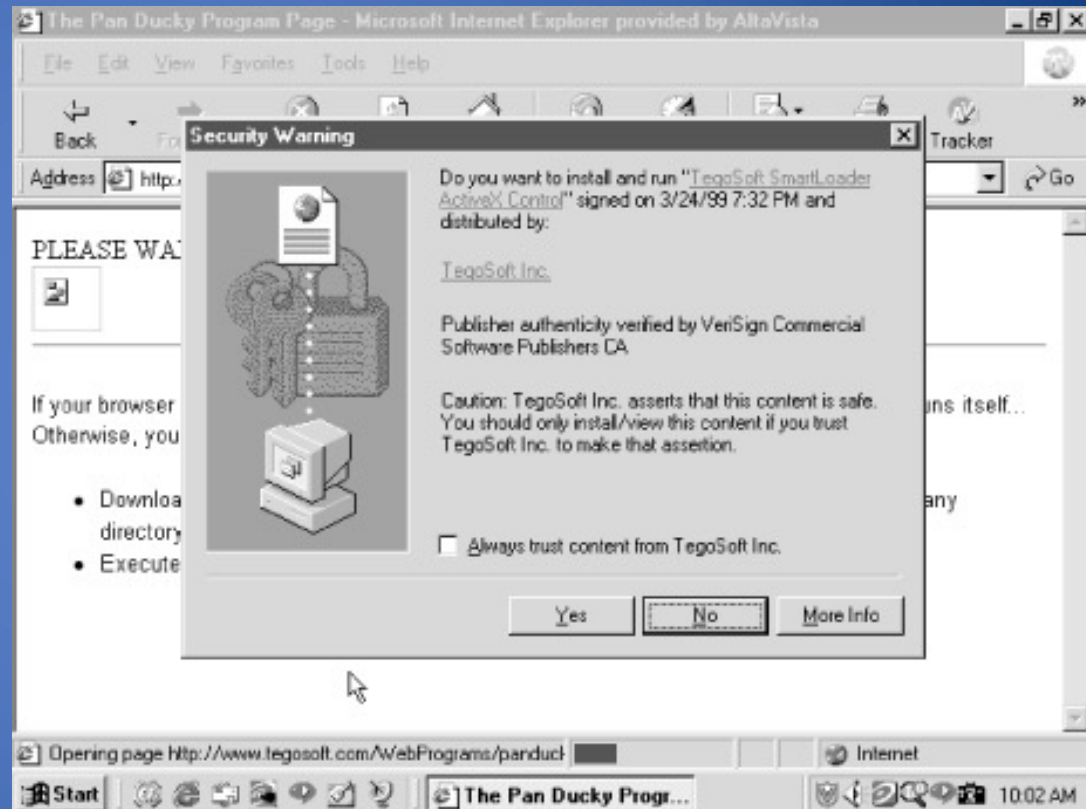 The Pan Ducky Program Page - Microsoft Internet Explorer provided by AltaVista
File Edit View Favorites Tools Help
Back
Tracker
Address http:
Go
Security Warning
Do you want to install and run "TegoSoft SmartLoader
ActiveX Control" signed on 3/24/99 7:32 PM and
distributed by:
TegoSoft Inc.
Publisher authenticity verified by VeriSign Commercial
Software Publishers CA
Caution: TegoSoft Inc. asserts that this content is safe.
You should only install/view this content if you trust
TegoSoft Inc. to make that assertion.
Always trust content from TegoSoft Inc.
Yes No More Info
PLEASE WAI
If your browser
uns itself...
Otherwise, you
• Downloa
any
directory
• Execute
Opening page http://www.tegosoft.com/WebPrograms/panduck
Internet
Start
The Pan Ducky Progr...
10:02 AM